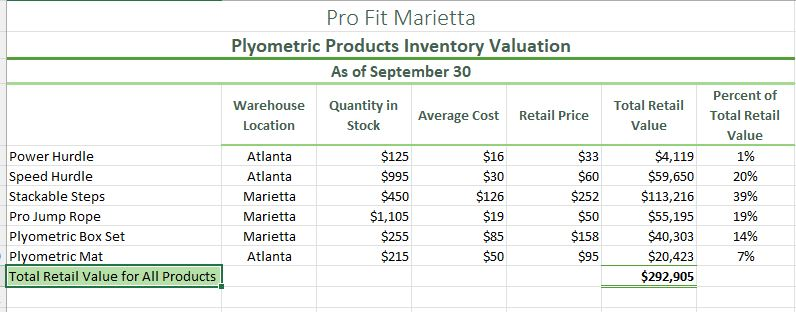 Pro Fit Marietta
Plyometric Products Inventory Valuation
As of September 30
Warehouse Location Quantity in Stock Average Cost Retail Price Total Retail Value Percent of Total Retail Value
Power Hurdle Atlanta $125 $16 $33 $4,119 1%
Speed Hurdle Atlanta $995 $30 $60 $59,650 20%
Stackable Steps Marietta $450 $126 $252 $113,216 39%
Pro Jump Rope Marietta $1,105 $19 $50 $55,195 19%
Plyometric Box Set Marietta $255 $85 $158 $40,303 14%
Plyometric Mat Atlanta $215 $50 $95 $20,423 7%
Total Retail Value for All Products $292,905